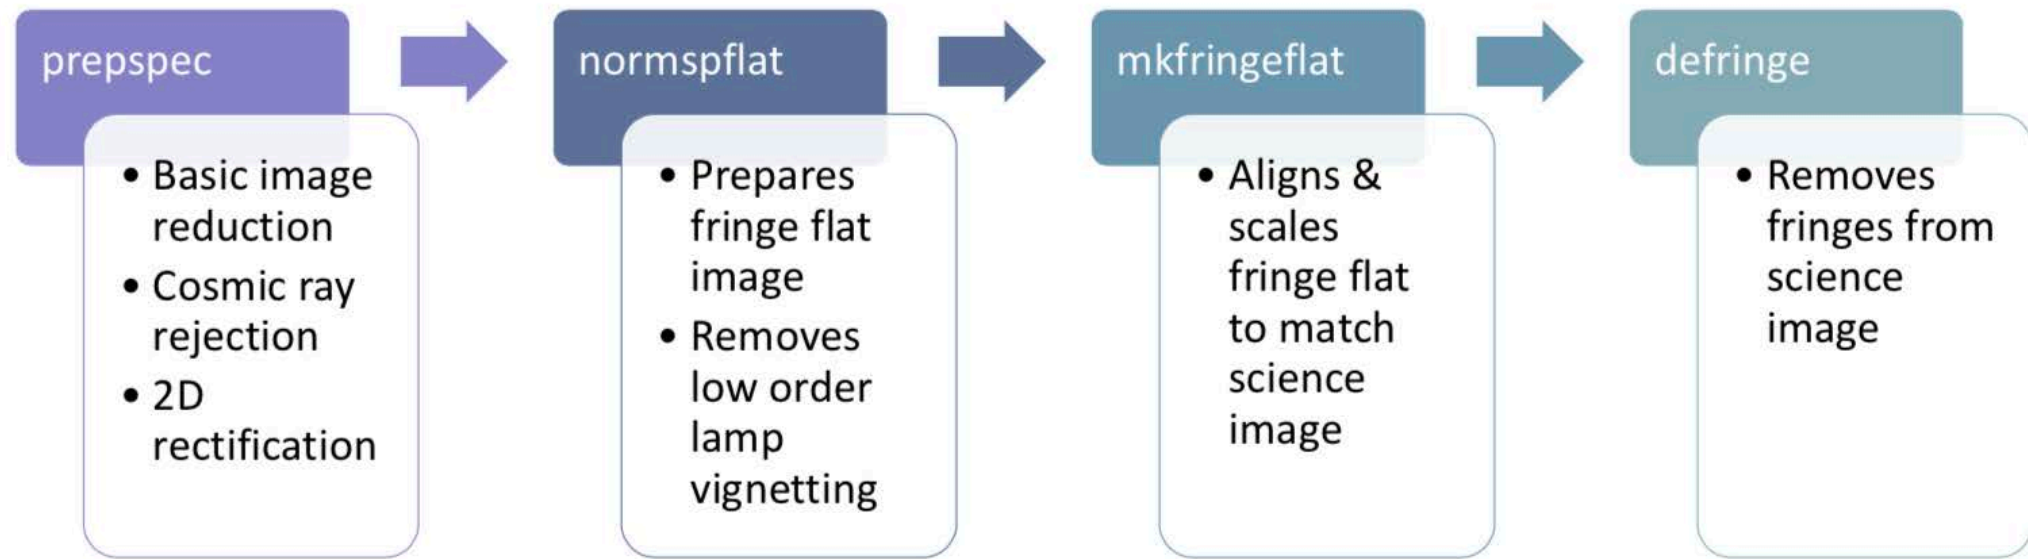 prepspec
• Basic image
reduction
• Cosmic ray
rejection
• 2D
rectification
normspflat
• Prepares
fringe flat
image
• Removes
low order
lamp
vignetting
mkfringeflat
• Aligns &
scales
fringe flat
to match
science
image
defringe
• Removes
fringes from
science
image